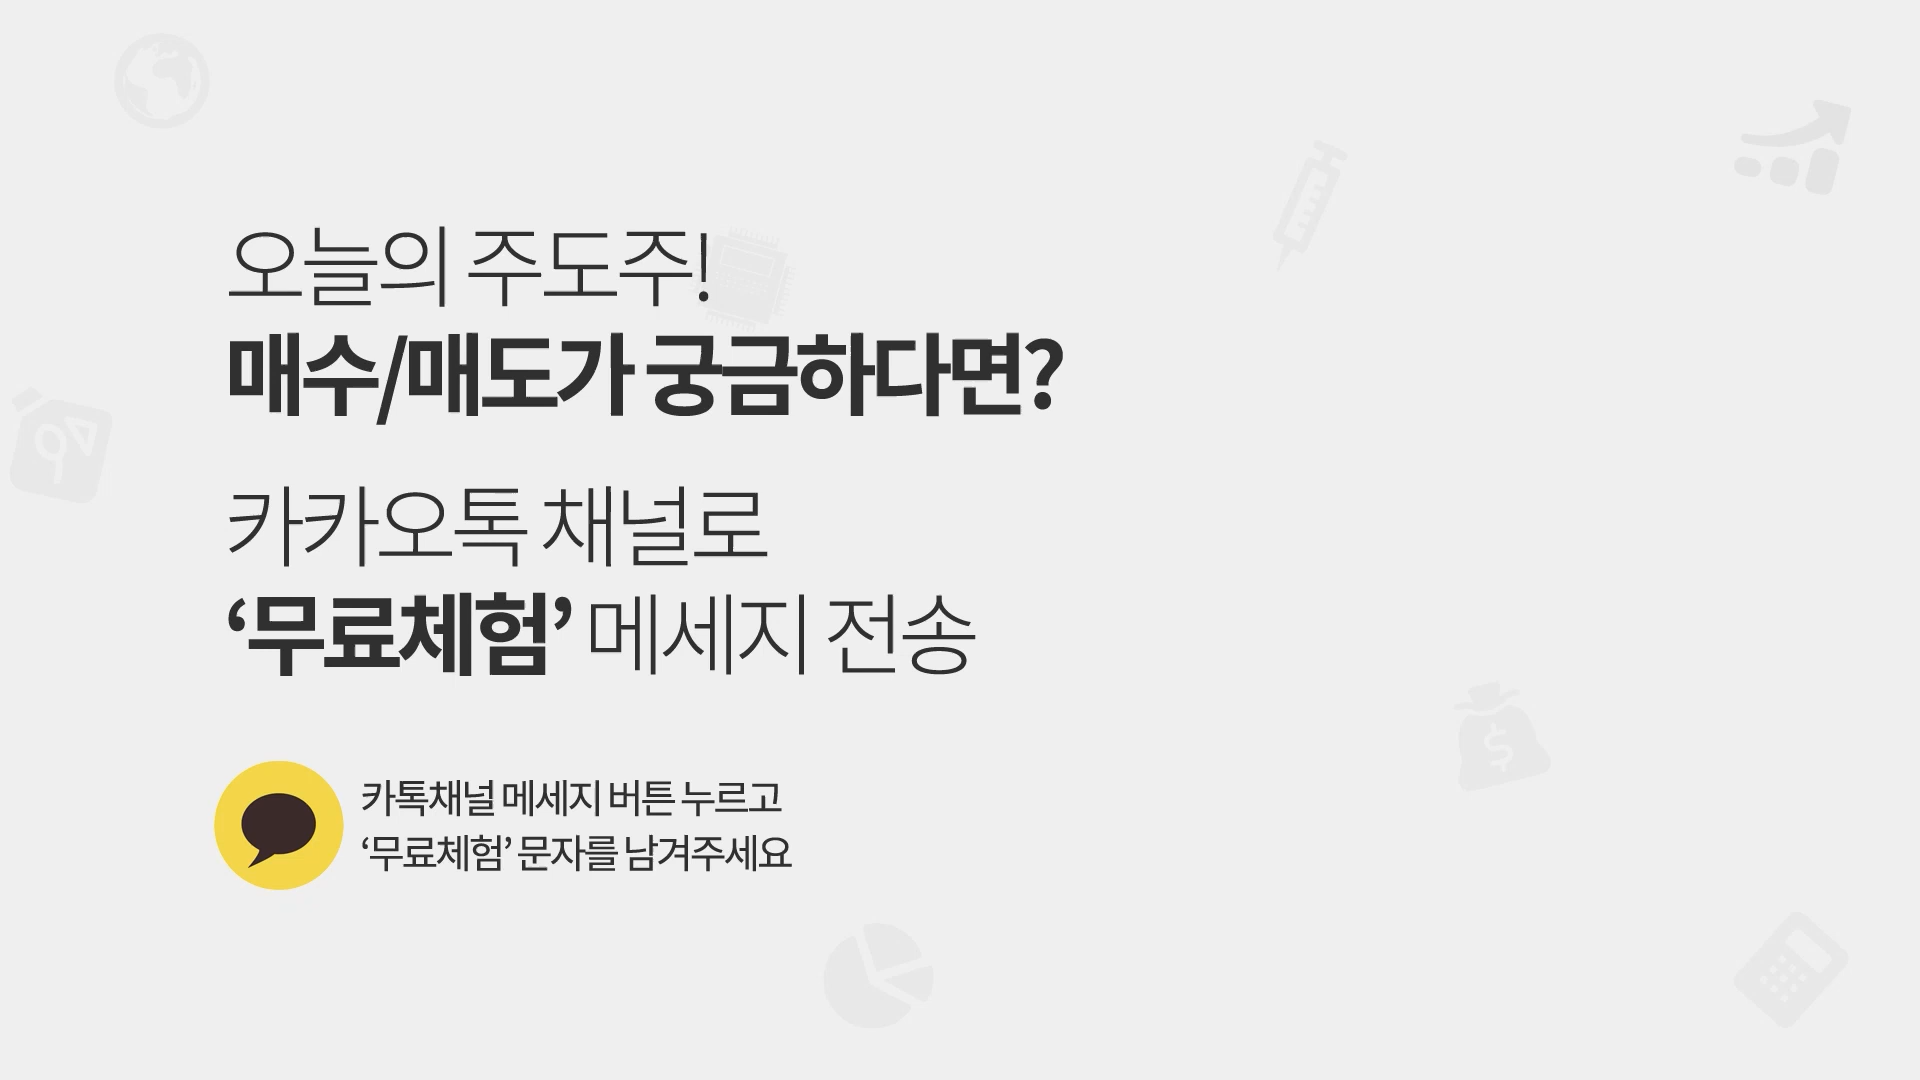 오늘의 주도주!
매수/매도가 궁금하다면?
카카오톡 채널로
‘무료체험’ 메세지 전송
카톡채널 메세지 버튼 누르고
‘무료체험’ 문자를 남겨주세요
$